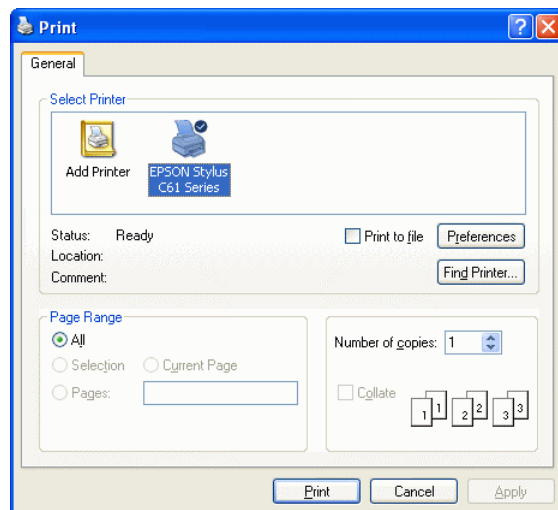 Print
General
Select Printer
Add Printer
EPSON Stylus
C61 Series
Status: Ready
Print to file
Preferences
Location:
Comment:
Find Printer...
Page Range
All
Selection
Current Page
Pages:
Number of copies: 1
Collate
1 1 2 2 3 3
Print
Cancel
Apply